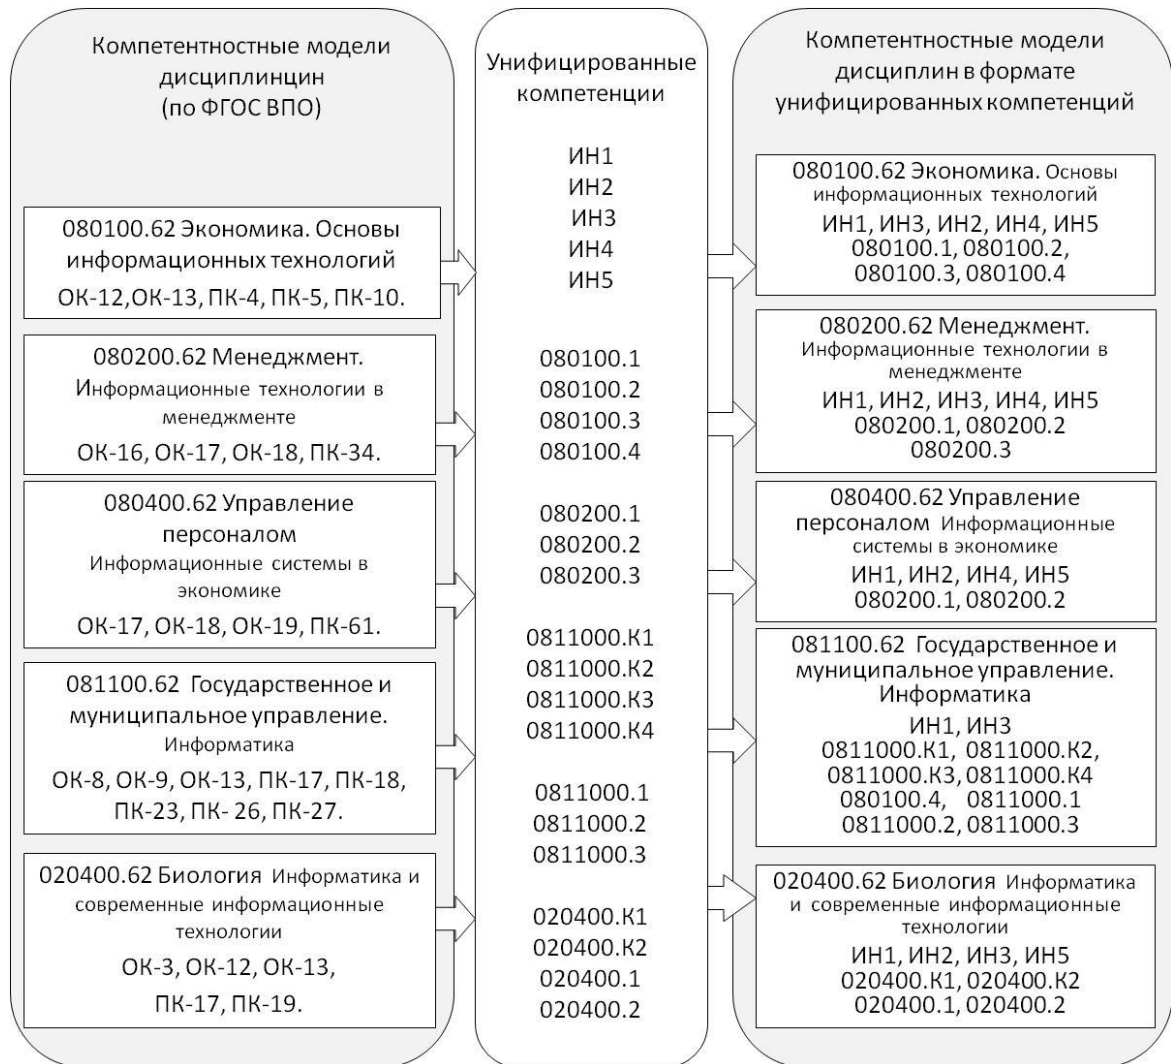 Компетентностные модели
дисциплинцин
(по ФГОС ВПО)
080100.62 Экономика. Основы
информационных технологий
ОК-12,ОК-13, ПК-4, ПК-5, ПК-10.
080200.62 Менеджмент.
Информационные технологии в
менеджменте
ОК-16, ОК-17, ОК-18, ПК-34.
080400.62 Управление
персоналом
Информационные системы в
экономике
ОК-17, ОК-18, ОК-19, ПК-61.
081100.62 Государственное и
муниципальное управление.
Информатика
ОК-8, ОК-9, ОК-13, ПК-17, ПК-18,
ПК-23, ПК- 26, ПК-27.
020400.62 Биология Информатика и
современные информационные
технологии
ОК-3, ОК-12, ОК-13,
ПК-17, ПК-19.
Унифицированные
компетенции
ИН1
ИН2
ИН3
ИН4
ИН5
080100.1
080100.2
080100.3
080100.4
080200.1
080200.2
080200.3
0811000.К1
0811000.К2
0811000.К3
0811000.К4
0811000.1
0811000.2
0811000.3
020400.К1
020400.К2
020400.1
020400.2
Компетентностные модели
дисциплин в формате
унифицированных компетенций
080100.62 Экономика. Основы
информационных технологий
ИН1, ИН3, ИН2, ИН4, ИН5
080100.1, 080100.2,
080100.3, 080100.4
080200.62 Менеджмент.
Информационные технологии в
менеджменте
ИН1, ИН2, ИН3, ИН4, ИН5
080200.1, 080200.2
080200.3
080400.62 Управление
персоналом Информационные
системы в экономике
ИН1, ИН2, ИН4, ИН5
080200.1, 080200.2
081100.62 Государственное и
муниципальное управление.
Информатика
ИН1, ИН3
0811000.К1, 0811000.К2,
0811000.К3, 0811000.К4
080100.4, 0811000.1
0811000.2, 0811000.3
020400.62 Биология Информатика
и современные информационные
технологии
ИН1, ИН2, ИН3, ИН5
020400.К1, 020400.К2
020400.1, 020400.2